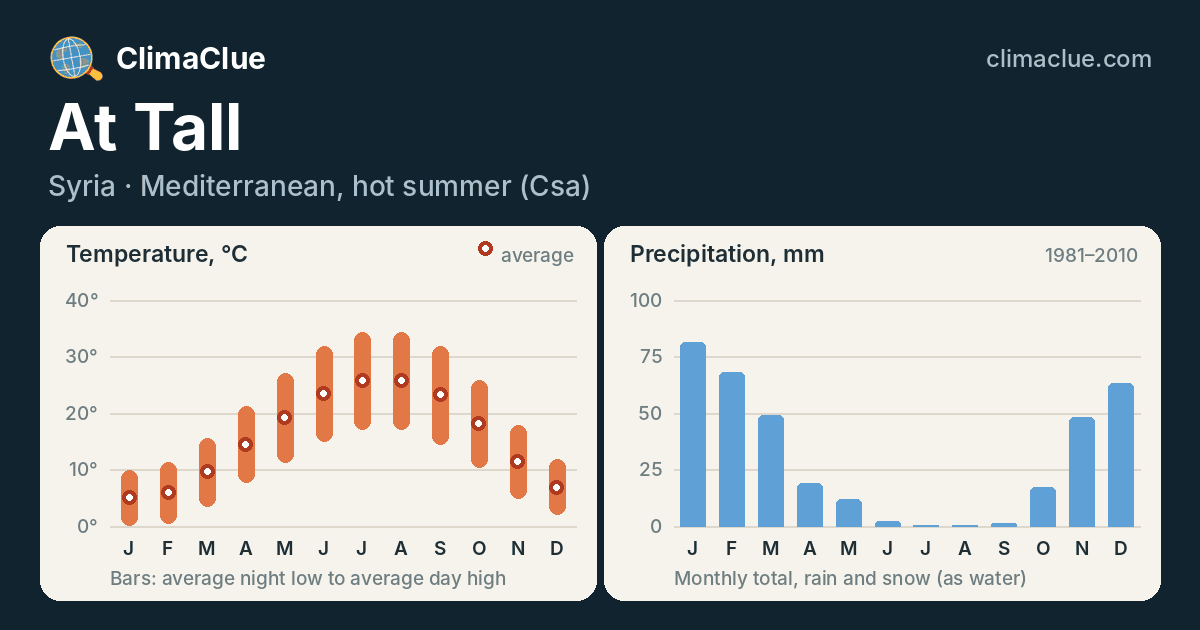 ClimaClue
climaclue.com
At Tall
Syria · Mediterranean, hot summer (Csa)
Temperature, °C
average
40°
30°
20°
10°
0°
J F M A M J J A S O N D
Bars: average night low to average day high
Precipitation, mm
1981–2010
100
75
50
25
0
J F M A M J J A S O N D
Monthly total, rain and snow (as water)